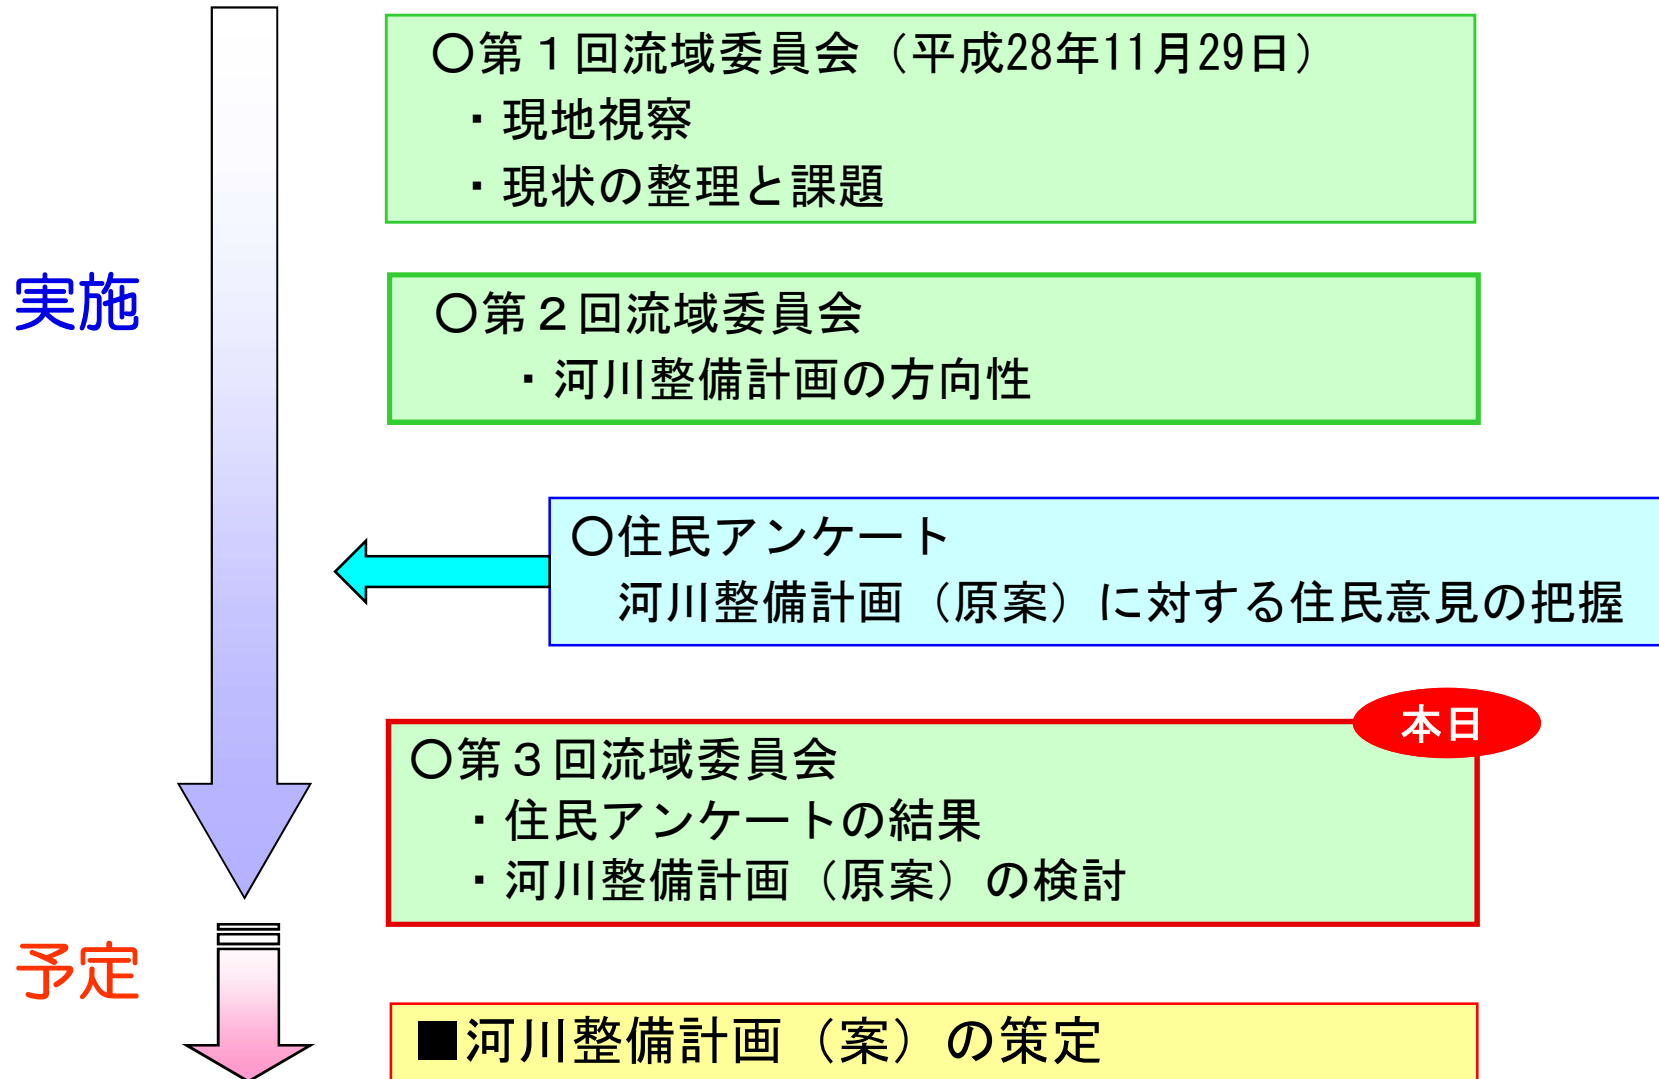 〇第１回流域委員会（平成28年11月29日）
・現地視察
・現状の整理と課題
実施
〇第２回流域委員会
・河川整備計画の方向性
〇住民アンケート
河川整備計画（原案）に対する住民意見の把握
本日
〇第３回流域委員会
・住民アンケートの結果
・河川整備計画（原案）の検討
予定
■河川整備計画（案）の策定